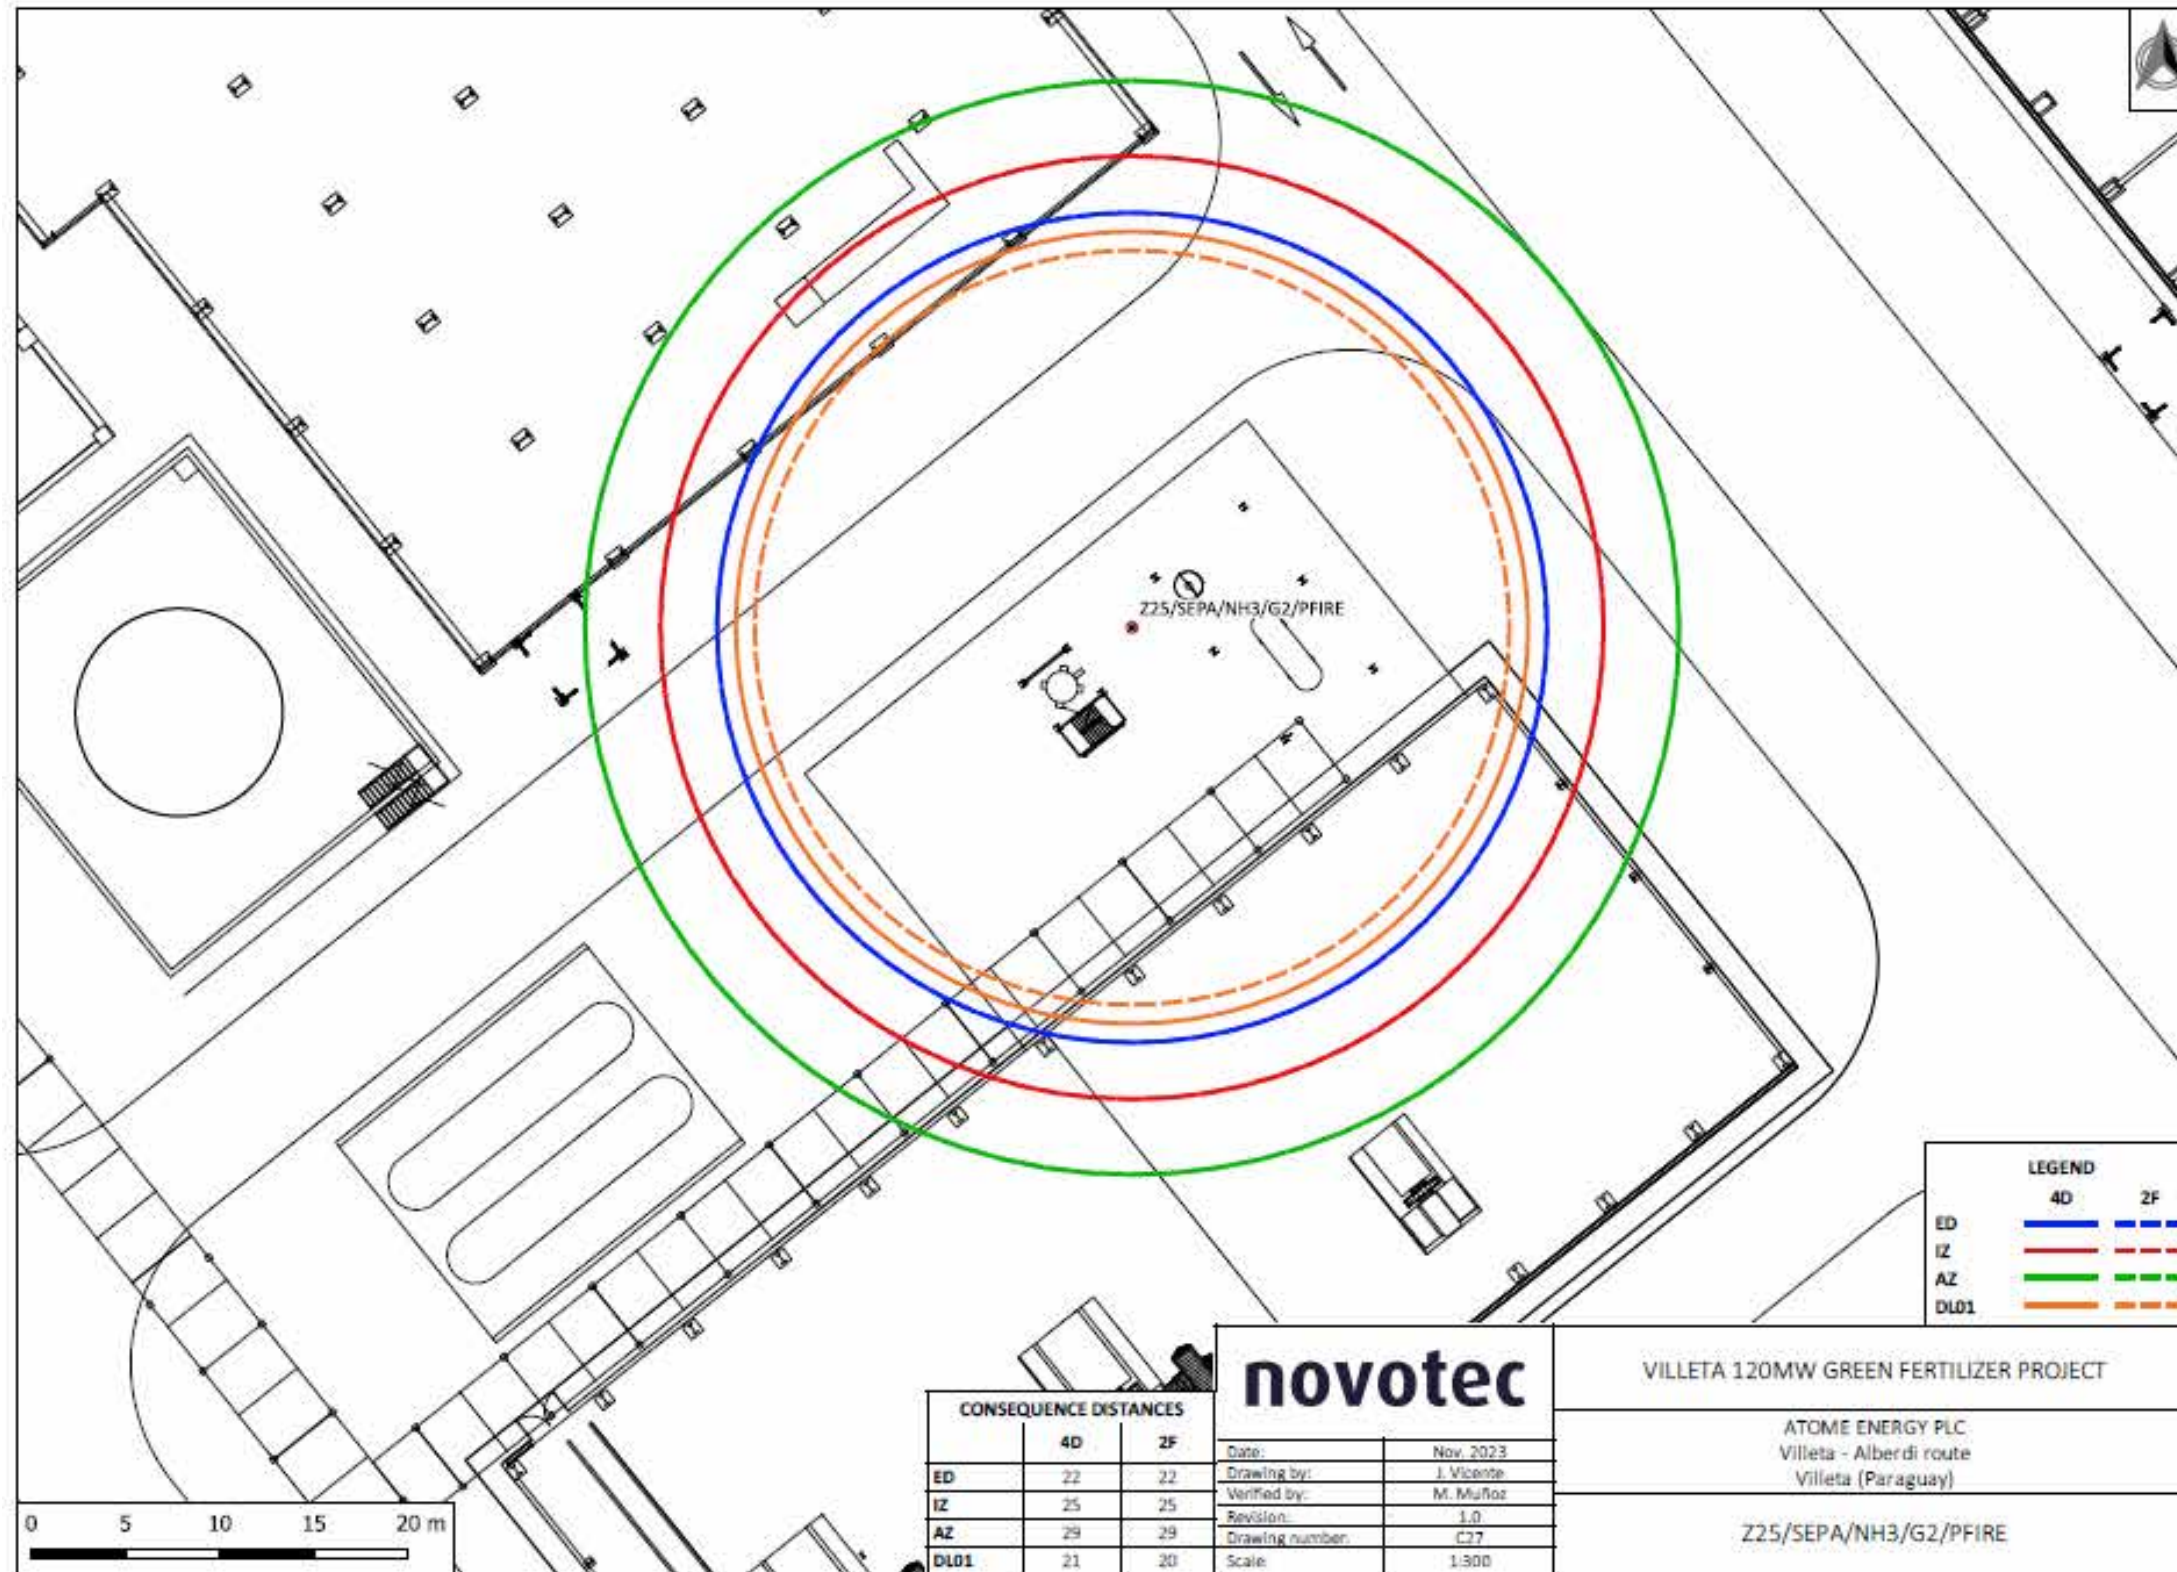 Z25/SEPA/NH3/G2/PFIRE
LEGEND
4D 2F
ED
IZ
AZ
DL01
0 5 10 15 20 m
CONSEQUENCE DISTANCES
4D 2F
ED 22 22
IZ 25 25
AZ 29 29
DL01 21 20
novotec
Date: Nov. 2023
Drawing by: J. Vicente
Verified by: M. Muñoz
Revision: 1.0
Drawing number: C27
Scale 1:300
VILLETA 120MW GREEN FERTILIZER PROJECT
ATOME ENERGY PLC
Villeta - Alberdi route
Villeta (Paraguay)
Z25/SEPA/NH3/G2/PFIRE